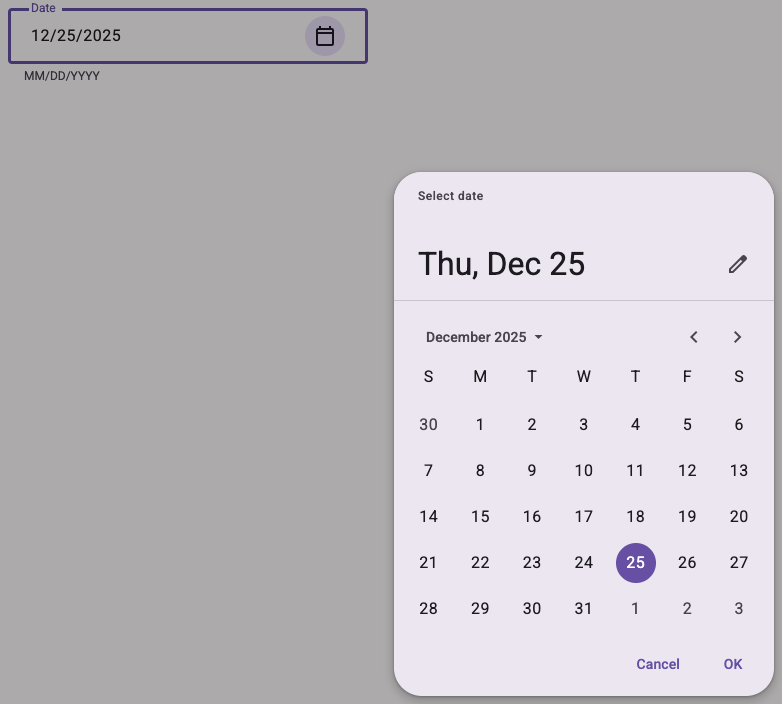 Date
12/25/2025
MM/DD/YYYY
Select date
Thu, Dec 25
December 2025
S M T W T F S
30 1 2 3 4 5 6
7 8 9 10 11 12 13
14 15 16 17 18 19 20
21 22 23 24 25 26 27
28 29 30 31 1 2 3
Cancel OK